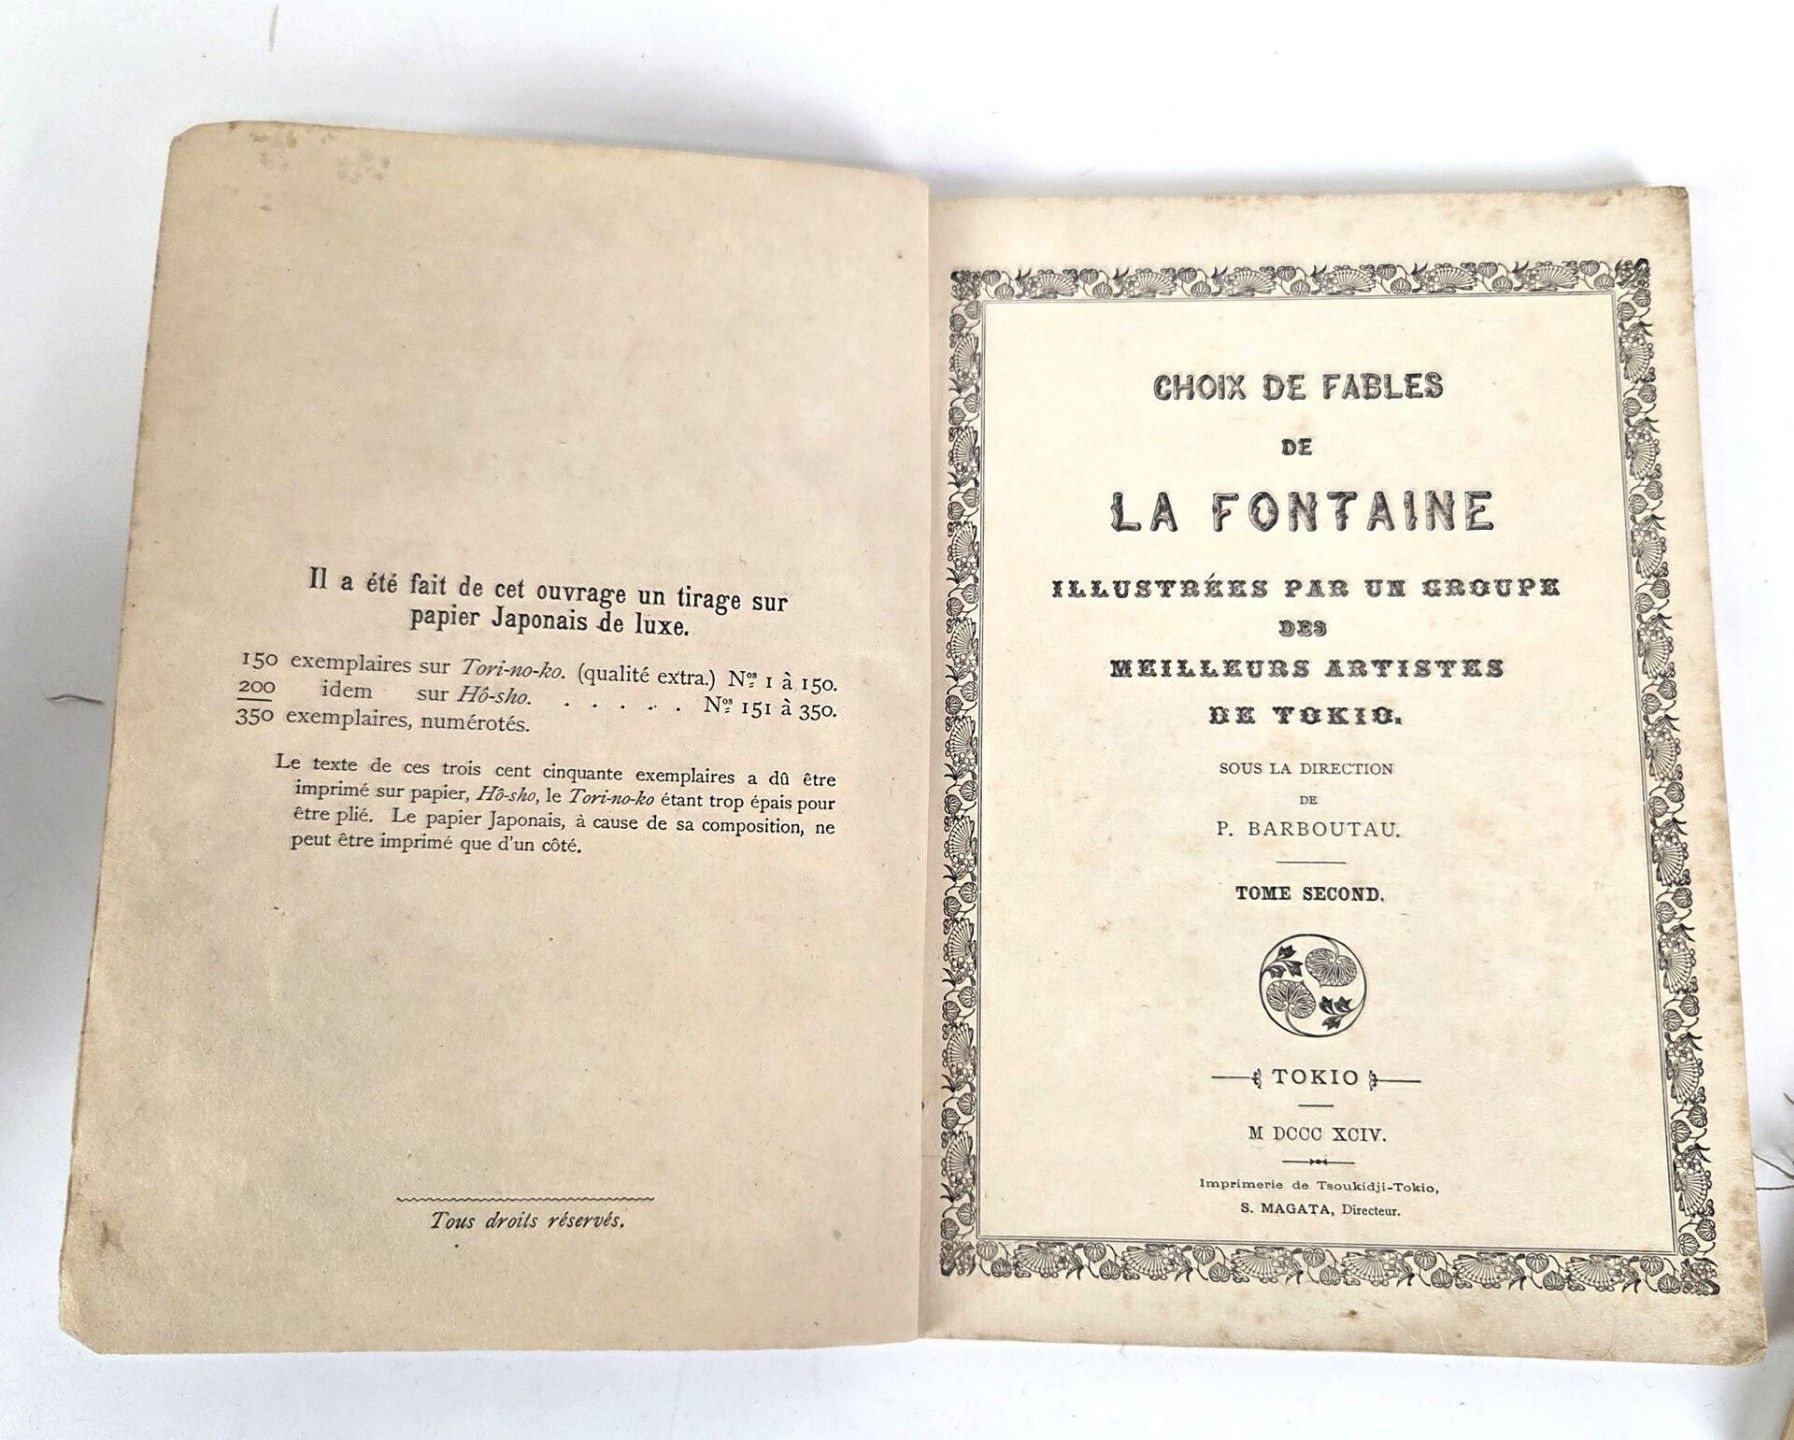 Il a été fait de cet ouvrage un tirage sur
papier Japonais de luxe.
150 exemplaires sur Tori-no-ko. (qualité extra.) Nos 1 à 150.
200 idem sur Hô-sho. . . . . . Nos 151 à 350.
350 exemplaires, numérotés.
Le texte de ces trois cent cinquante exemplaires a dû être
imprimé sur papier, Hô-sho, le Tori-no-ko étant trop épais pour
être plié. Le papier Japonais, à cause de sa composition, ne
peut être imprimé que d'un côté.
Tous droits réservés.
CHOIX DE FABLES
DE
LA FONTAINE
ILLUSTRÉES PAR UN GROUPE
DES
MEILLEURS ARTISTES
DE TOKIO.
SOUS LA DIRECTION
DE
P. BARBOUTAU.
TOME SECOND.
TOKIO
M DCCC XCIV.
Imprimerie de Tsoukidji-Tokio,
S. MAGATA, Directeur.